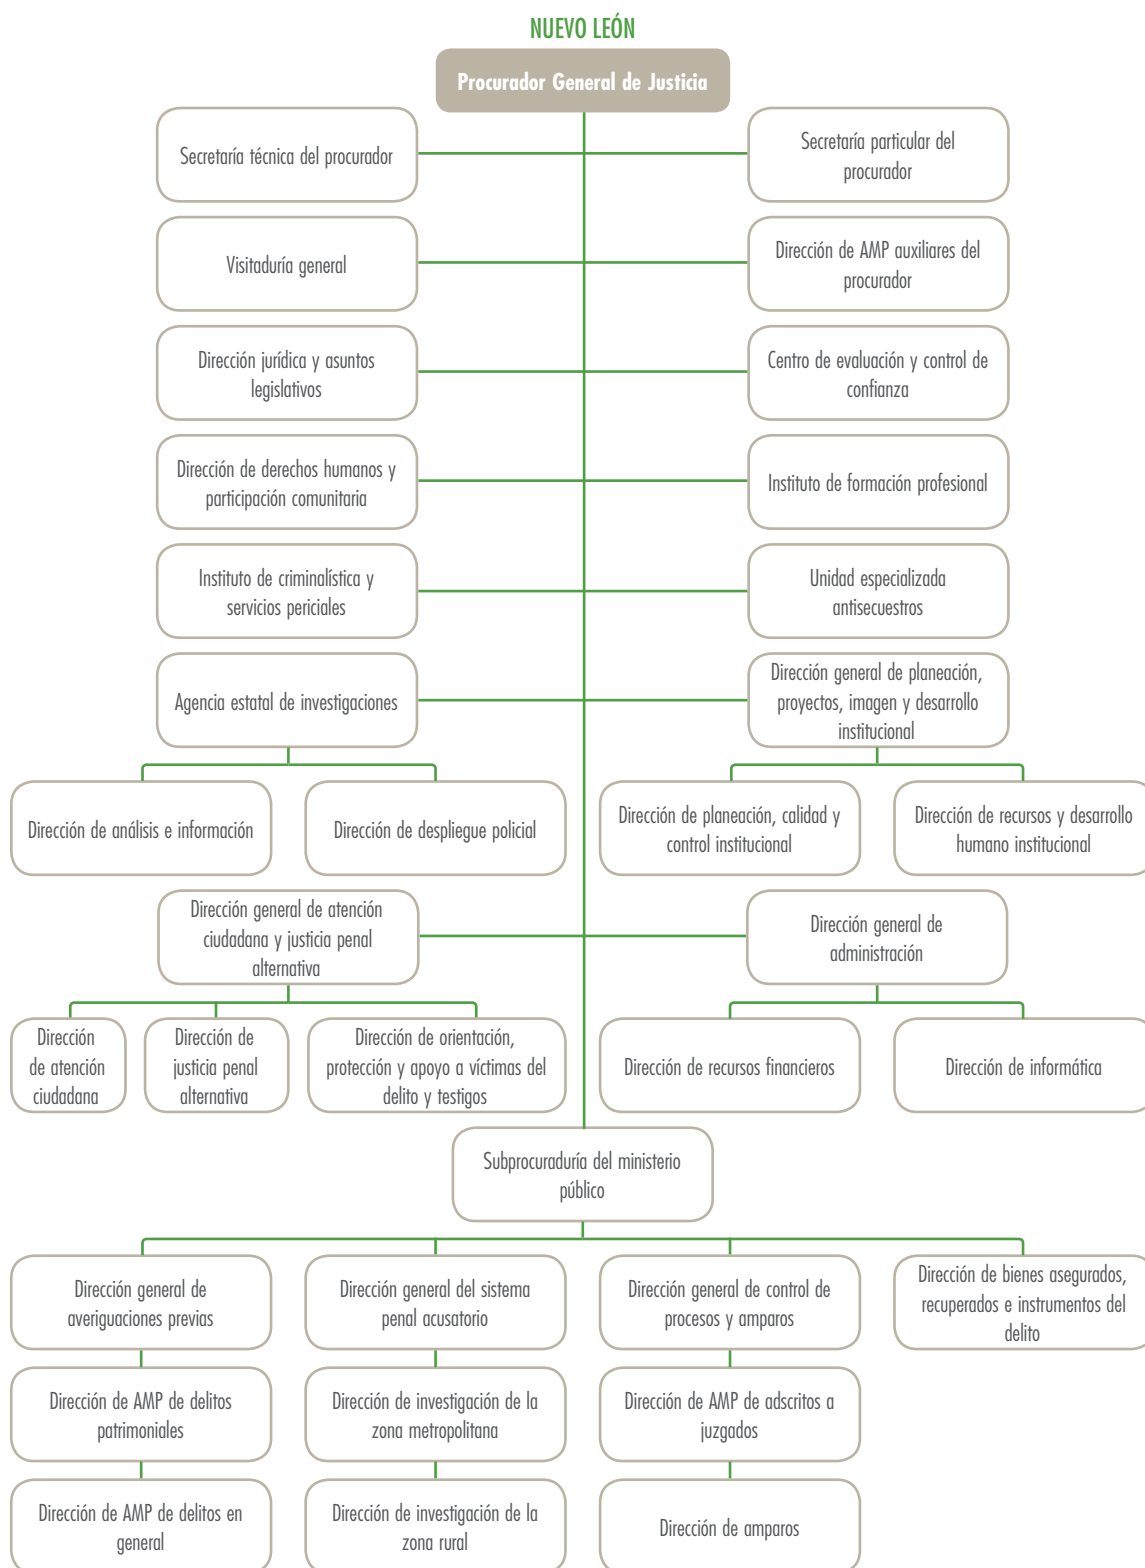 NUEVO LEÓN
Procurador General de Justicia
Secretaría técnica del procurador
Secretaría particular del
procurador
Visitaduría general
Dirección de AMP auxiliares del
procurador
Dirección jurídica y asuntos
legislativos
Centro de evaluación y control de
confianza
Dirección de derechos humanos y
participación comunitaria
Instituto de formación profesional
Instituto de criminalística y
servicios periciales
Unidad especializada
antisecuestros
Agencia estatal de investigaciones
Dirección general de planeación,
proyectos, imagen y desarrollo
institucional
Dirección de análisis e información
Dirección de despliegue policial
Dirección de planeación, calidad y
control institucional
Dirección de recursos y desarrollo
humano institucional
Dirección general de atención
ciudadana y justicia penal
alternativa
Dirección general de
administración
Dirección
de atención
ciudadana
Dirección de
justicia penal
alternativa
Dirección de orientación,
protección y apoyo a víctimas del
delito y testigos
Dirección de recursos financieros
Dirección de informática
Subprocuraduría del ministerio
público
Dirección general de
averiguaciones previas
Dirección general del sistema
penal acusatorio
Dirección general de control de
procesos y amparos
Dirección de bienes asegurados,
recuperados e instrumentos del
delito
Dirección de AMP de delitos
patrimoniales
Dirección de investigación de la
zona metropolitana
Dirección de AMP de adscritos a
juzgados
Dirección de AMP de delitos en
general
Dirección de investigación de la
zona rural
Dirección de amparos